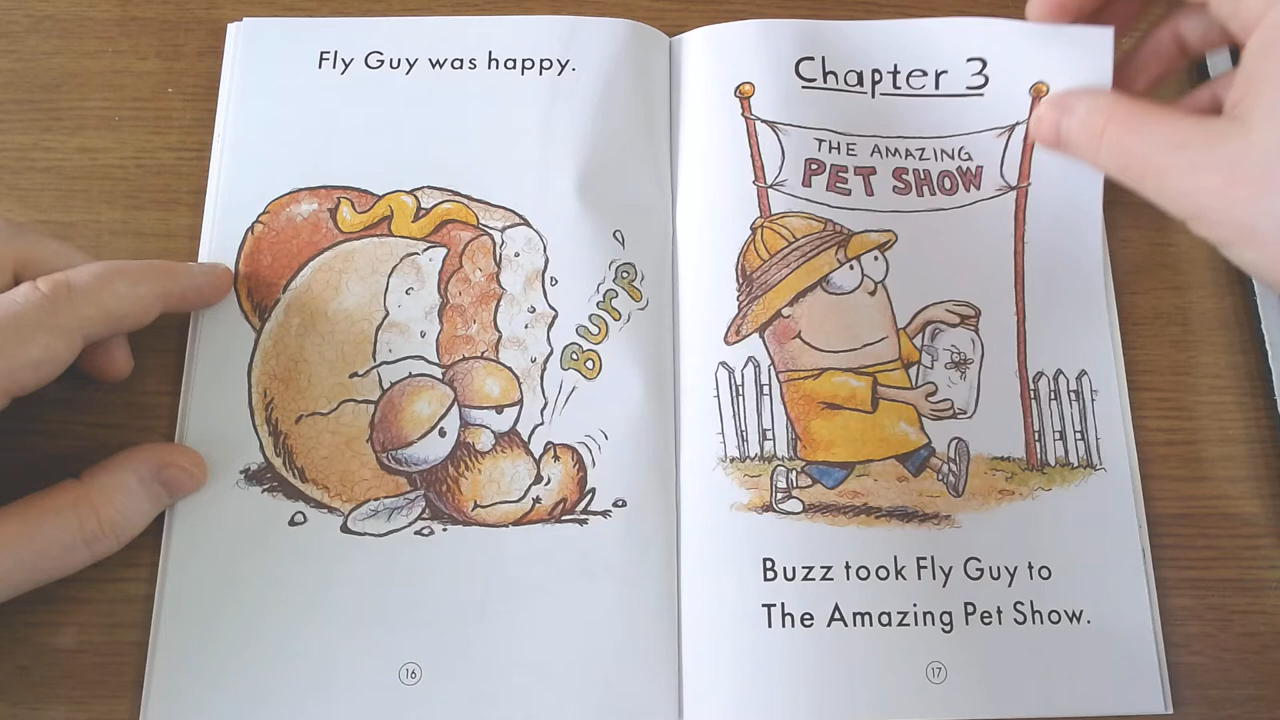 Fly Guy was happy.
Burp
16
Chapter 3
THE AMAZING
PET SHOW
Buzz took Fly Guy to
The Amazing Pet Show.
17